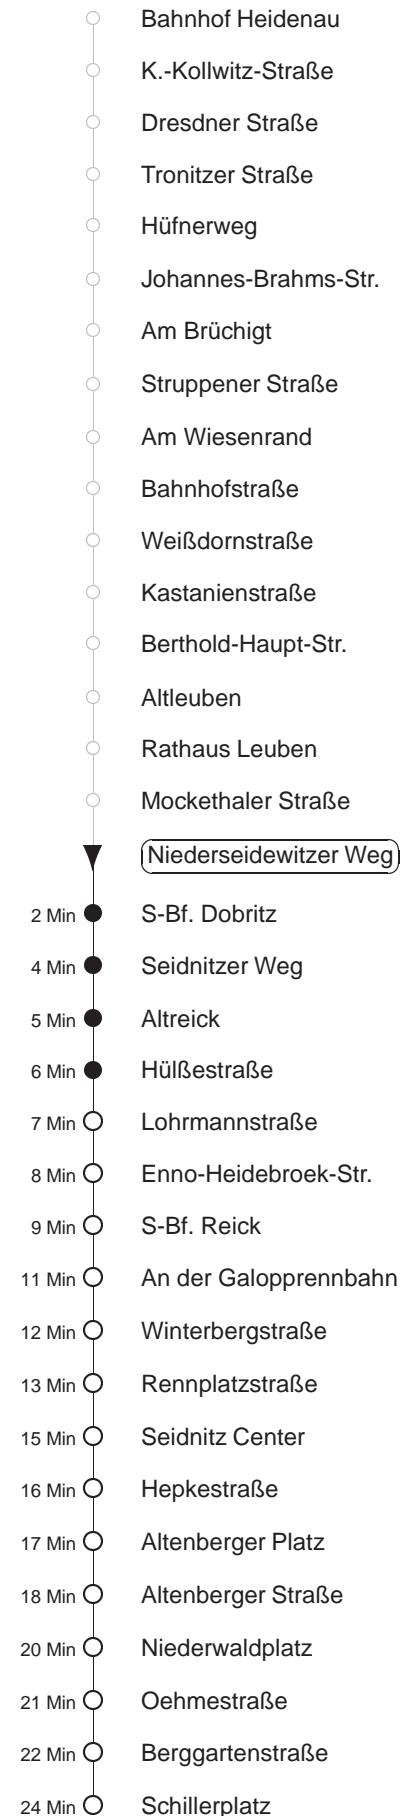 Bahnhof Heidenau
K.-Kollwitz-Straße
Dresdner Straße
Tronitzer Straße
Hüfnerweg
Johannes-Brahms-Str.
Am Brüchigt
Struppener Straße
Am Wiesenrand
Bahnhofstraße
Weißdornstraße
Kastanienstraße
Berthold-Haupt-Str.
Altleuben
Rathaus Leuben
Mockethaler Straße
Niederseidewitzer Weg
2 Min S-Bf. Dobritz
4 Min Seidnitzer Weg
5 Min Altreick
6 Min Hülßestraße
7 Min Lohrmannstraße
8 Min Enno-Heidebroek-Str.
9 Min S-Bf. Reick
11 Min An der Galopprennbahn
12 Min Winterbergstraße
13 Min Rennplatzstraße
15 Min Seidnitz Center
16 Min Hepkestraße
17 Min Altenberger Platz
18 Min Altenberger Straße
20 Min Niederwaldplatz
21 Min Oehmestraße
22 Min Berggartenstraße
24 Min Schillerplatz